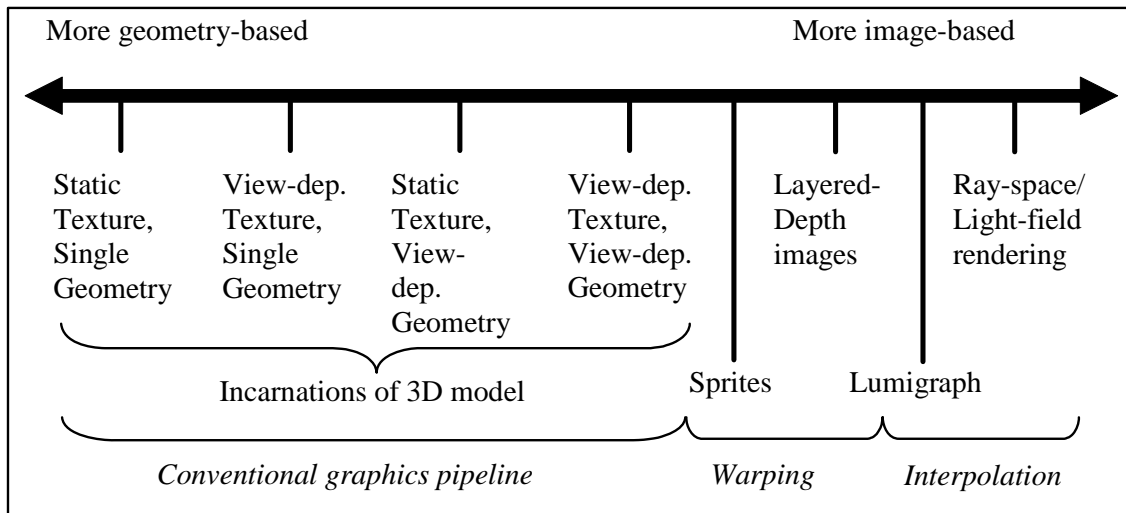 More geometry-based
More image-based
Static
Texture,
Single
Geometry
View-dep.
Texture,
Single
Geometry
Static
Texture,
View-
dep.
Geometry
View-dep.
Texture,
View-dep.
Geometry
Layered-
Depth
images
Ray-space/
Light-field
rendering
Sprites
Lumigraph
Incarnations of 3D model
Conventional graphics pipeline
Warping
Interpolation